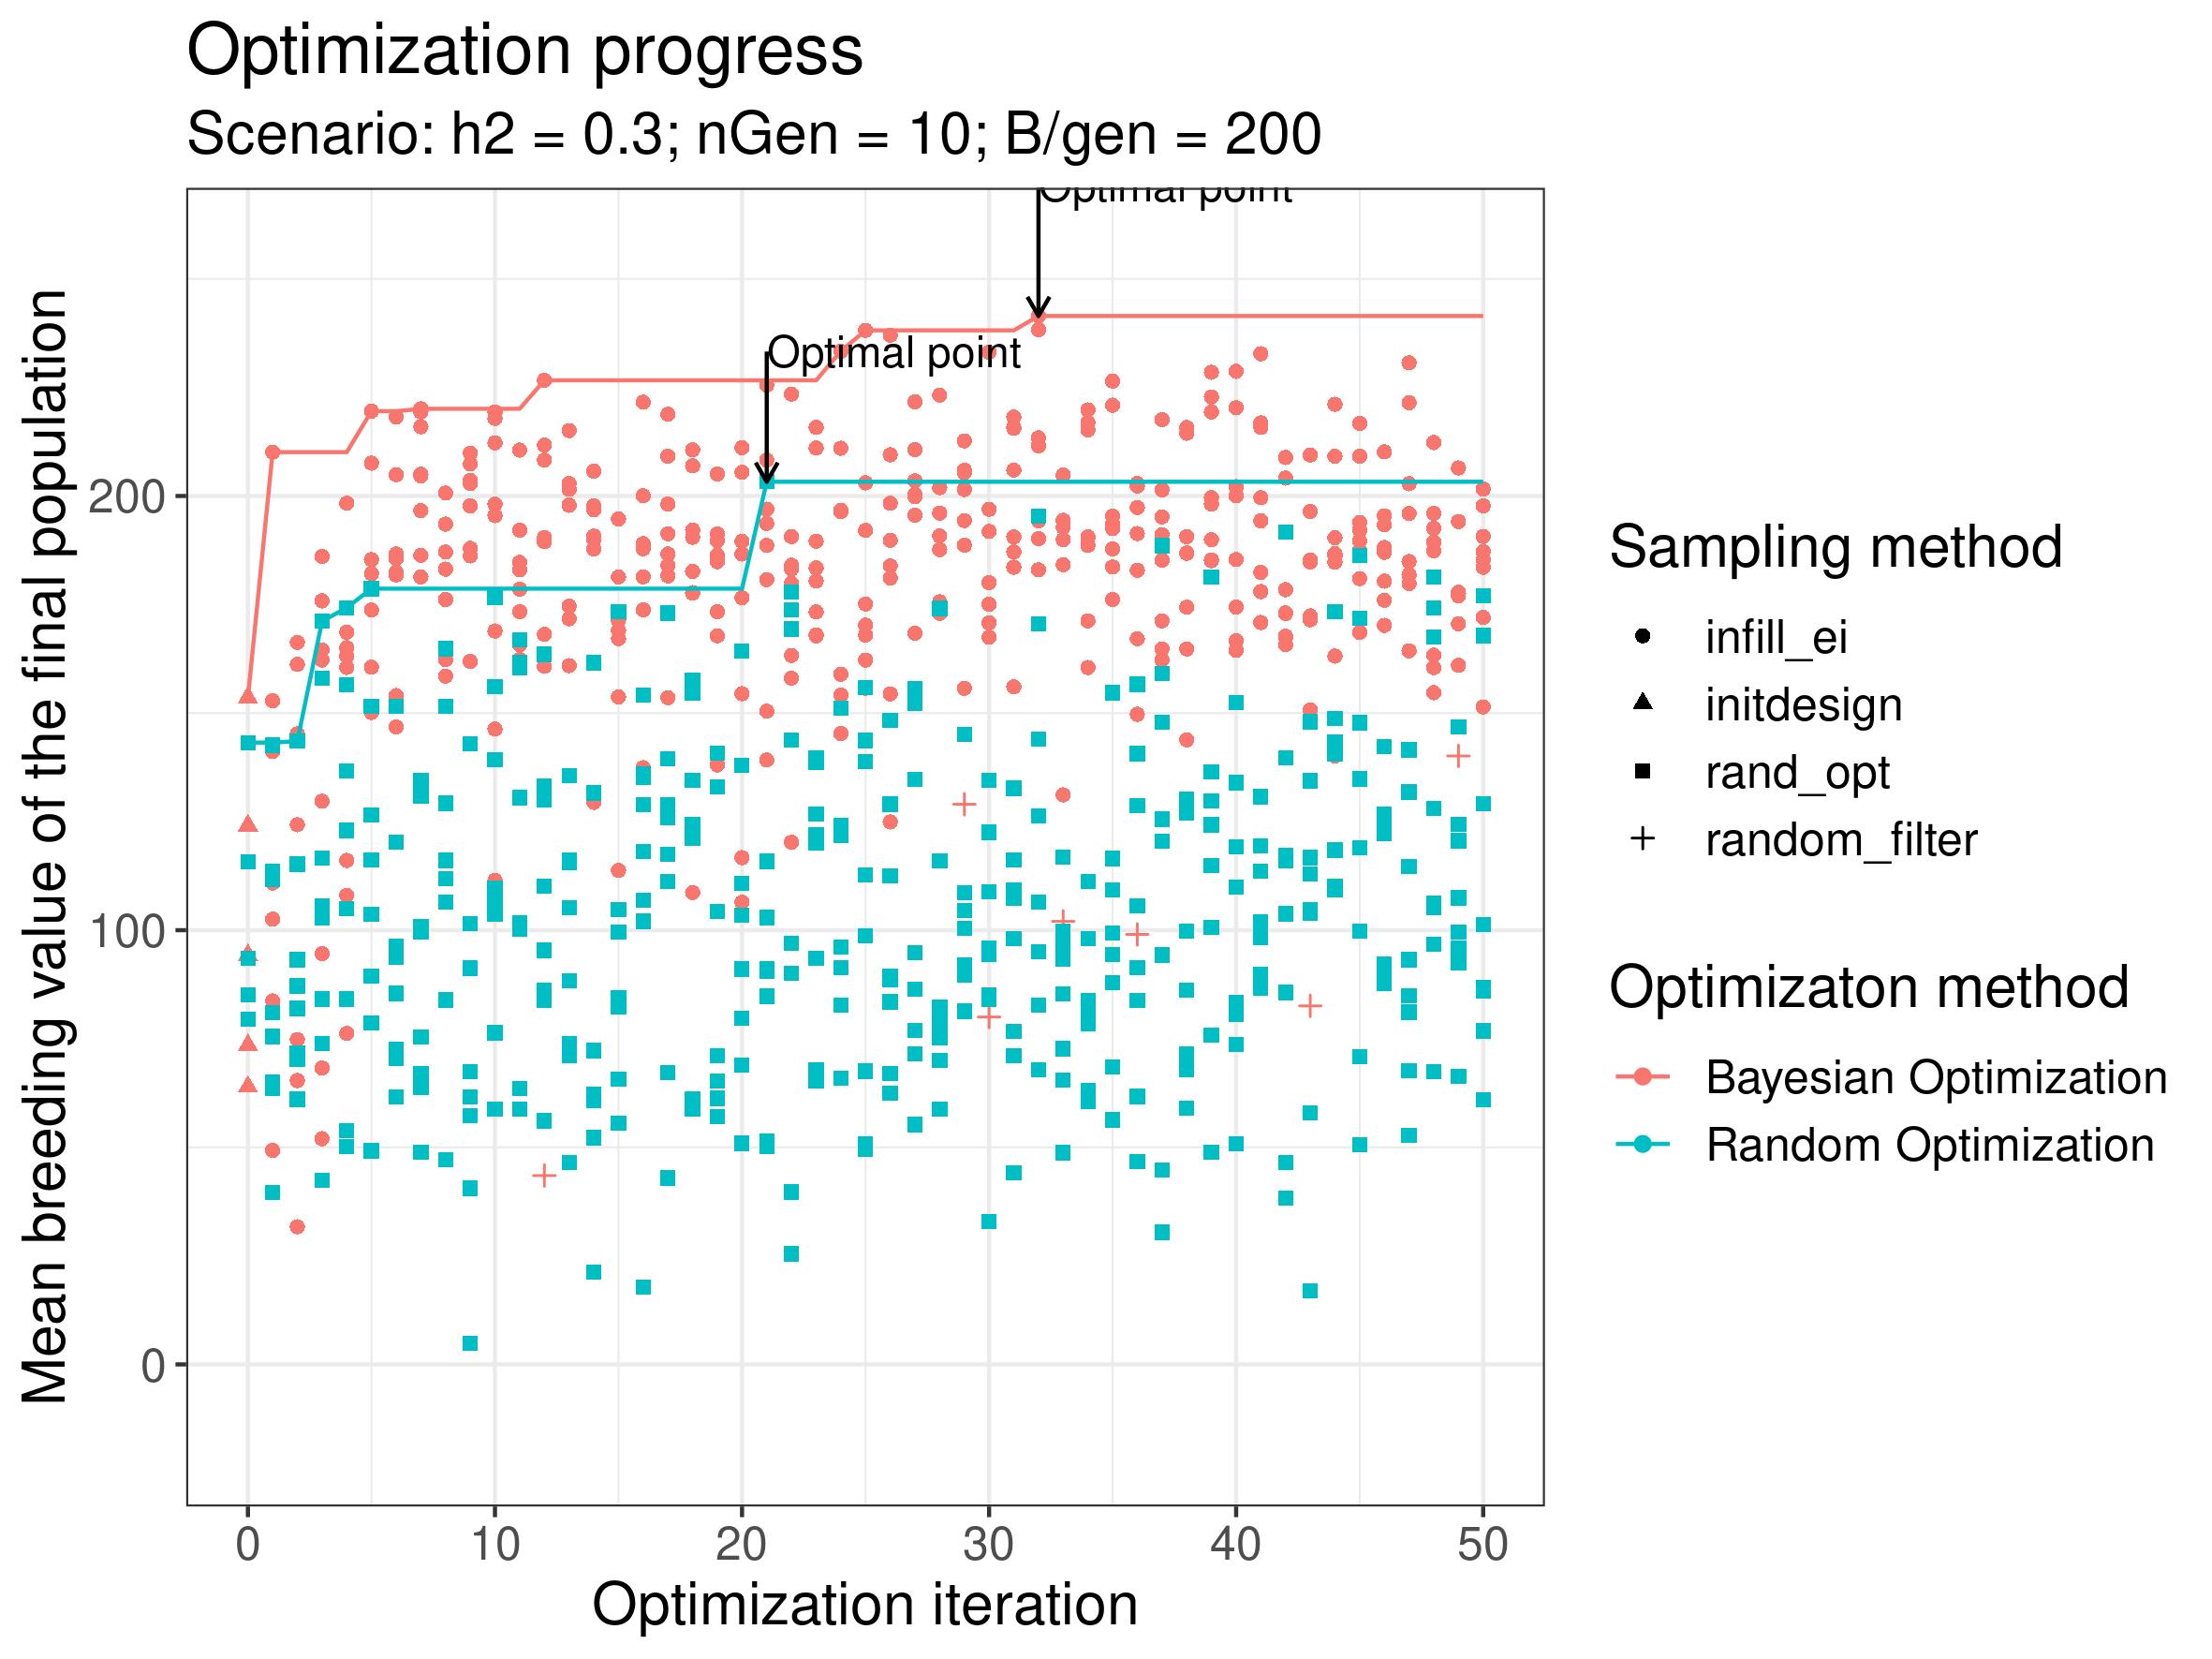 Optimization progress
Scenario: h2 = 0.3; nGen = 10; B/gen = 200
Mean breeding value of the final population
200
100
0
Optimal point
Optimal point
0 10 20 30 40 50
Optimization iteration
Sampling method
infill_ei
initdesign
rand_opt
random_filter
Optimizaton method
Bayesian Optimization
Random Optimization